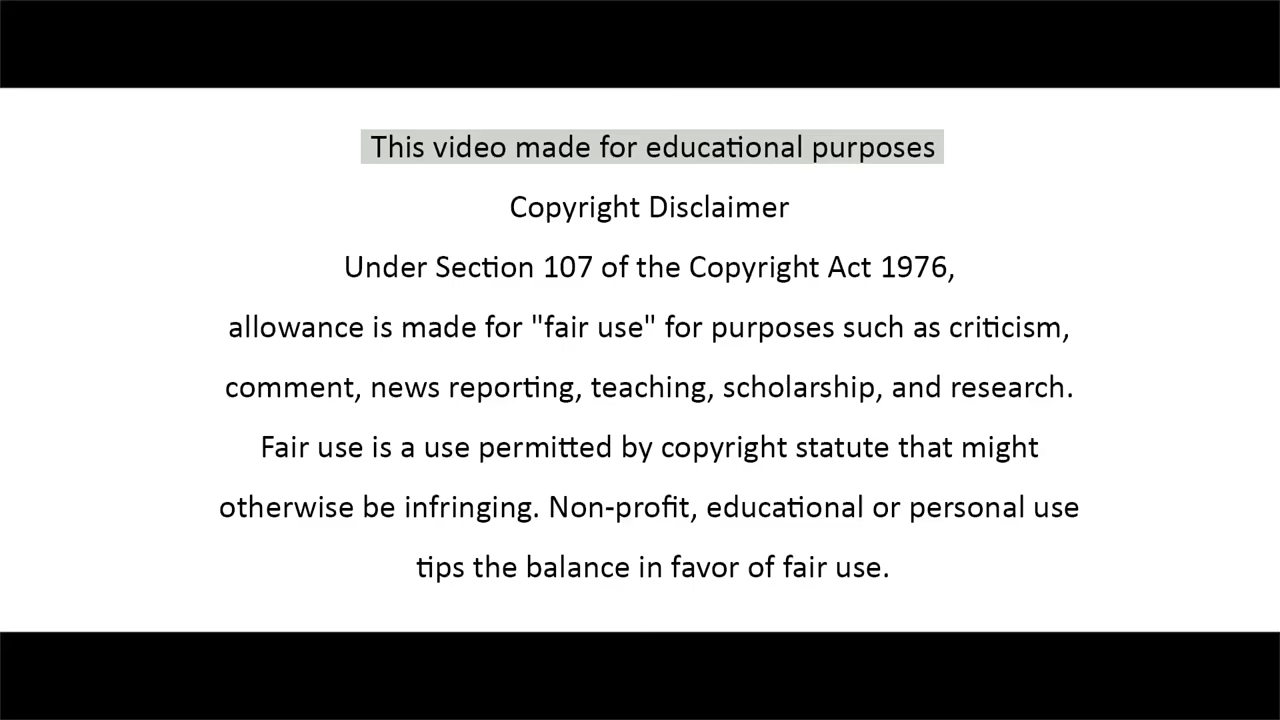 This video made for educational purposes
Copyright Disclaimer
Under Section 107 of the Copyright Act 1976,
allowance is made for "fair use" for purposes such as criticism,
comment, news reporting, teaching, scholarship, and research.
Fair use is a use permitted by copyright statute that might
otherwise be infringing. Non-profit, educational or personal use
tips the balance in favor of fair use.